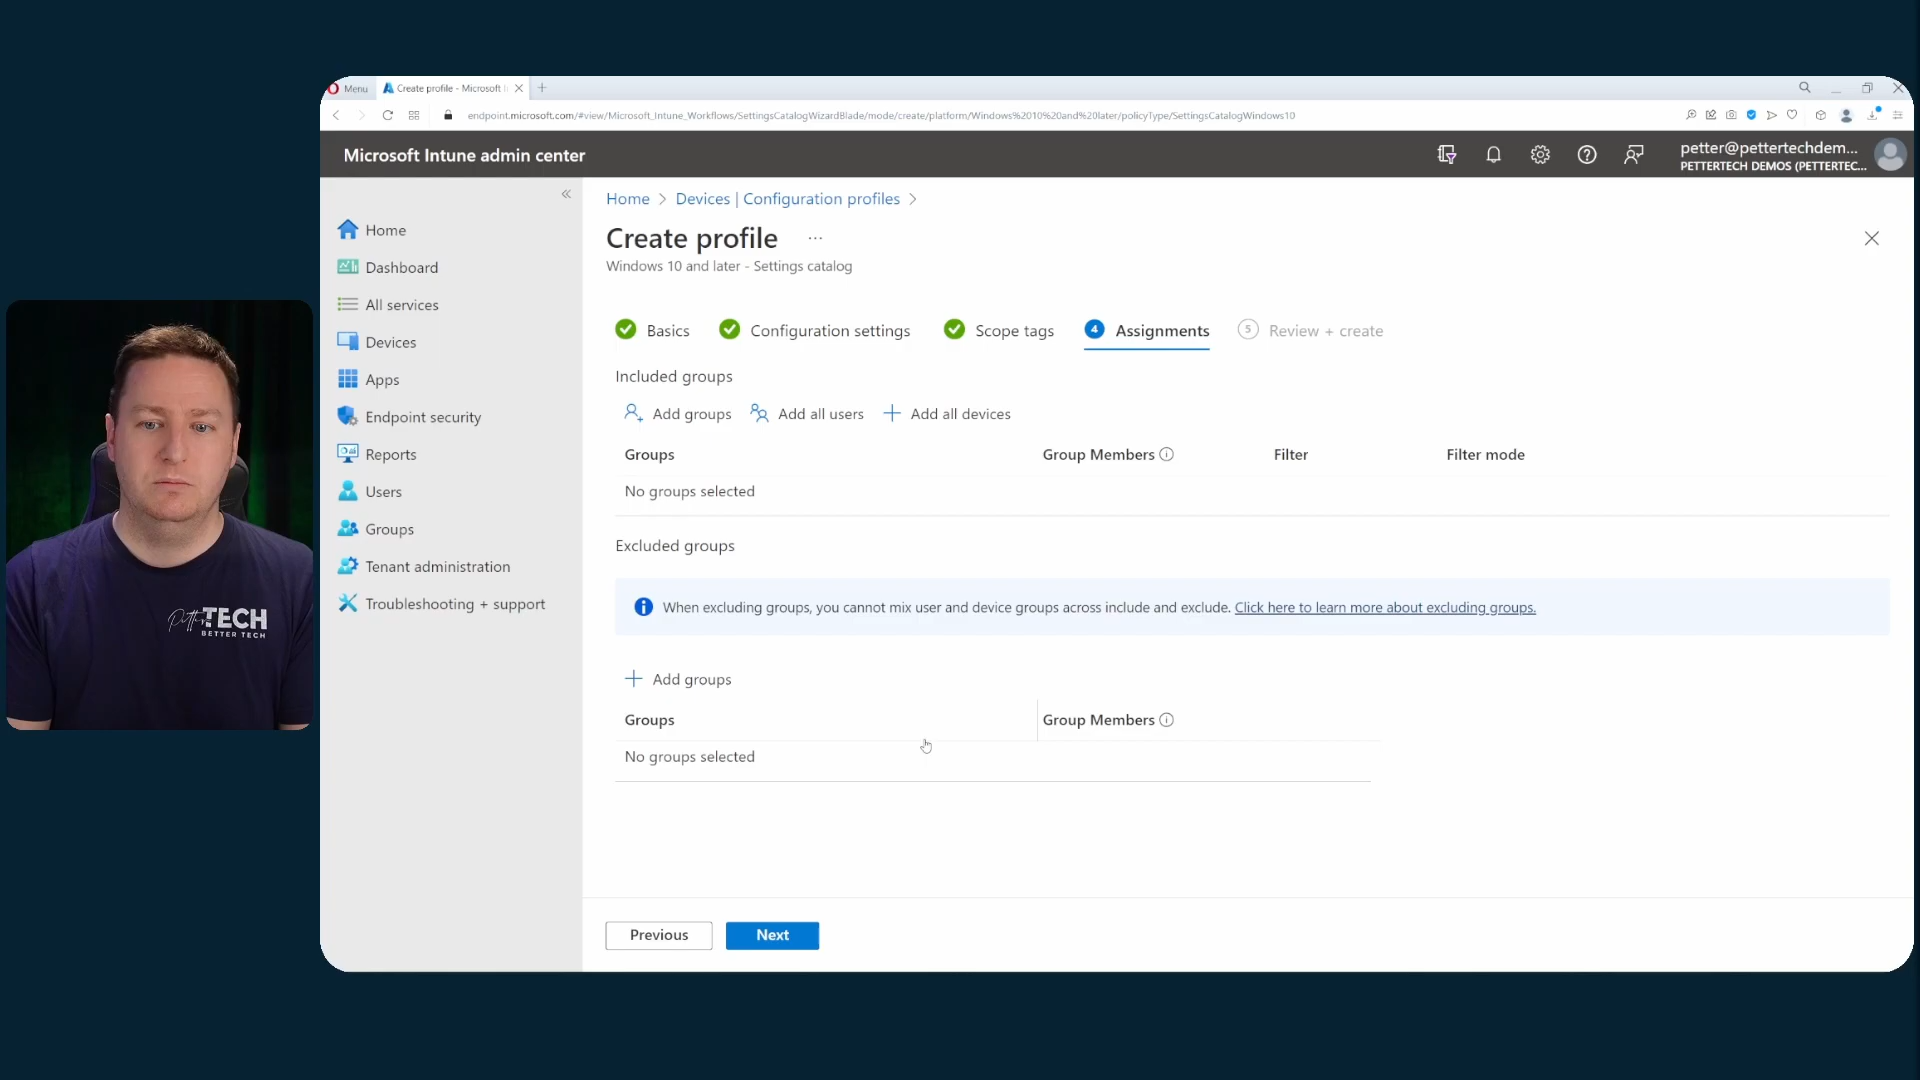 Menu
Create profile - Microsoft I
endpoint.microsoft.com/#view/Microsoft_Intune_Workflows/SettingsCatalogWizardBlade/mode/create/platform/Windows%2010%20and%20later/policyType/SettingsCatalogWindows10
Microsoft Intune admin center
petter@pettertechdem...
PETTERTECH DEMOS (PETTERTEC...
Home
Dashboard
All services
Devices
Apps
Endpoint security
Reports
Users
Groups
Tenant administration
Troubleshooting + support
Home > Devices | Configuration profiles >
Create profile ...
Windows 10 and later - Settings catalog
Basics
Configuration settings
Scope tags
4 Assignments
5 Review + create
Included groups
Add groups
Add all users
Add all devices
Groups
Group Members
Filter
Filter mode
No groups selected
Excluded groups
When excluding groups, you cannot mix user and device groups across include and exclude. Click here to learn more about excluding groups.
Add groups
Groups
Group Members
No groups selected
Previous
Next
Petter TECH
BETTER TECH